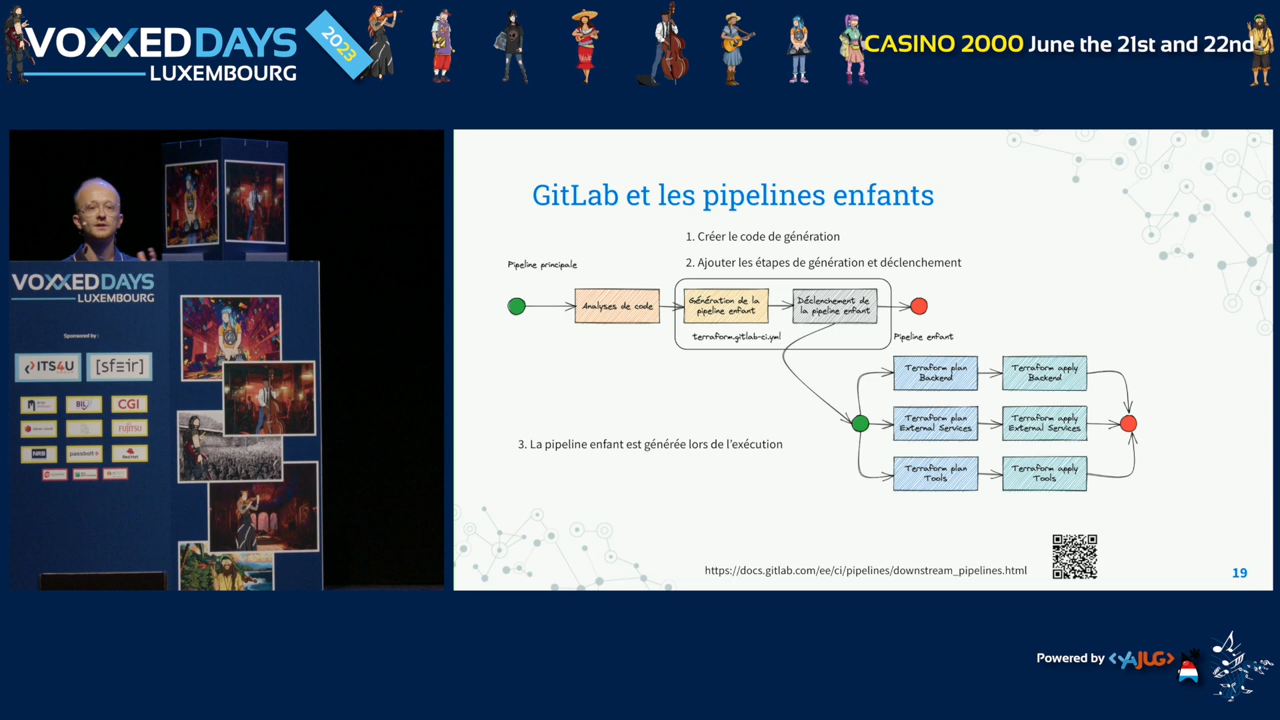 VOXXED DAYS
LUXEMBOURG
2023
CASINO 2000 June the 21st and 22nd
VOXXED DAYS
LUXEMBOURG
Sponsored by :
ITS4U
[sfeir]
BIL
CGI
FUJITSU
NRB
passbolt
Red Hat
GitLab et les pipelines enfants
1. Créer le code de génération
2. Ajouter les étapes de génération et déclenchement
Pipeline principale
Analyses de code
Génération de la
pipeline enfant
Déclenchement de
la pipeline enfant
terraform.gitlab-ci.yml
Pipeline enfant
Terraform plan
Backend
Terraform apply
Backend
Terraform plan
External Services
Terraform apply
External Services
3. La pipeline enfant est générée lors de l'exécution
Terraform plan
Tools
Terraform apply
Tools
https://docs.gitlab.com/ee/ci/pipelines/downstream_pipelines.html
19
Powered by <YAJUG>